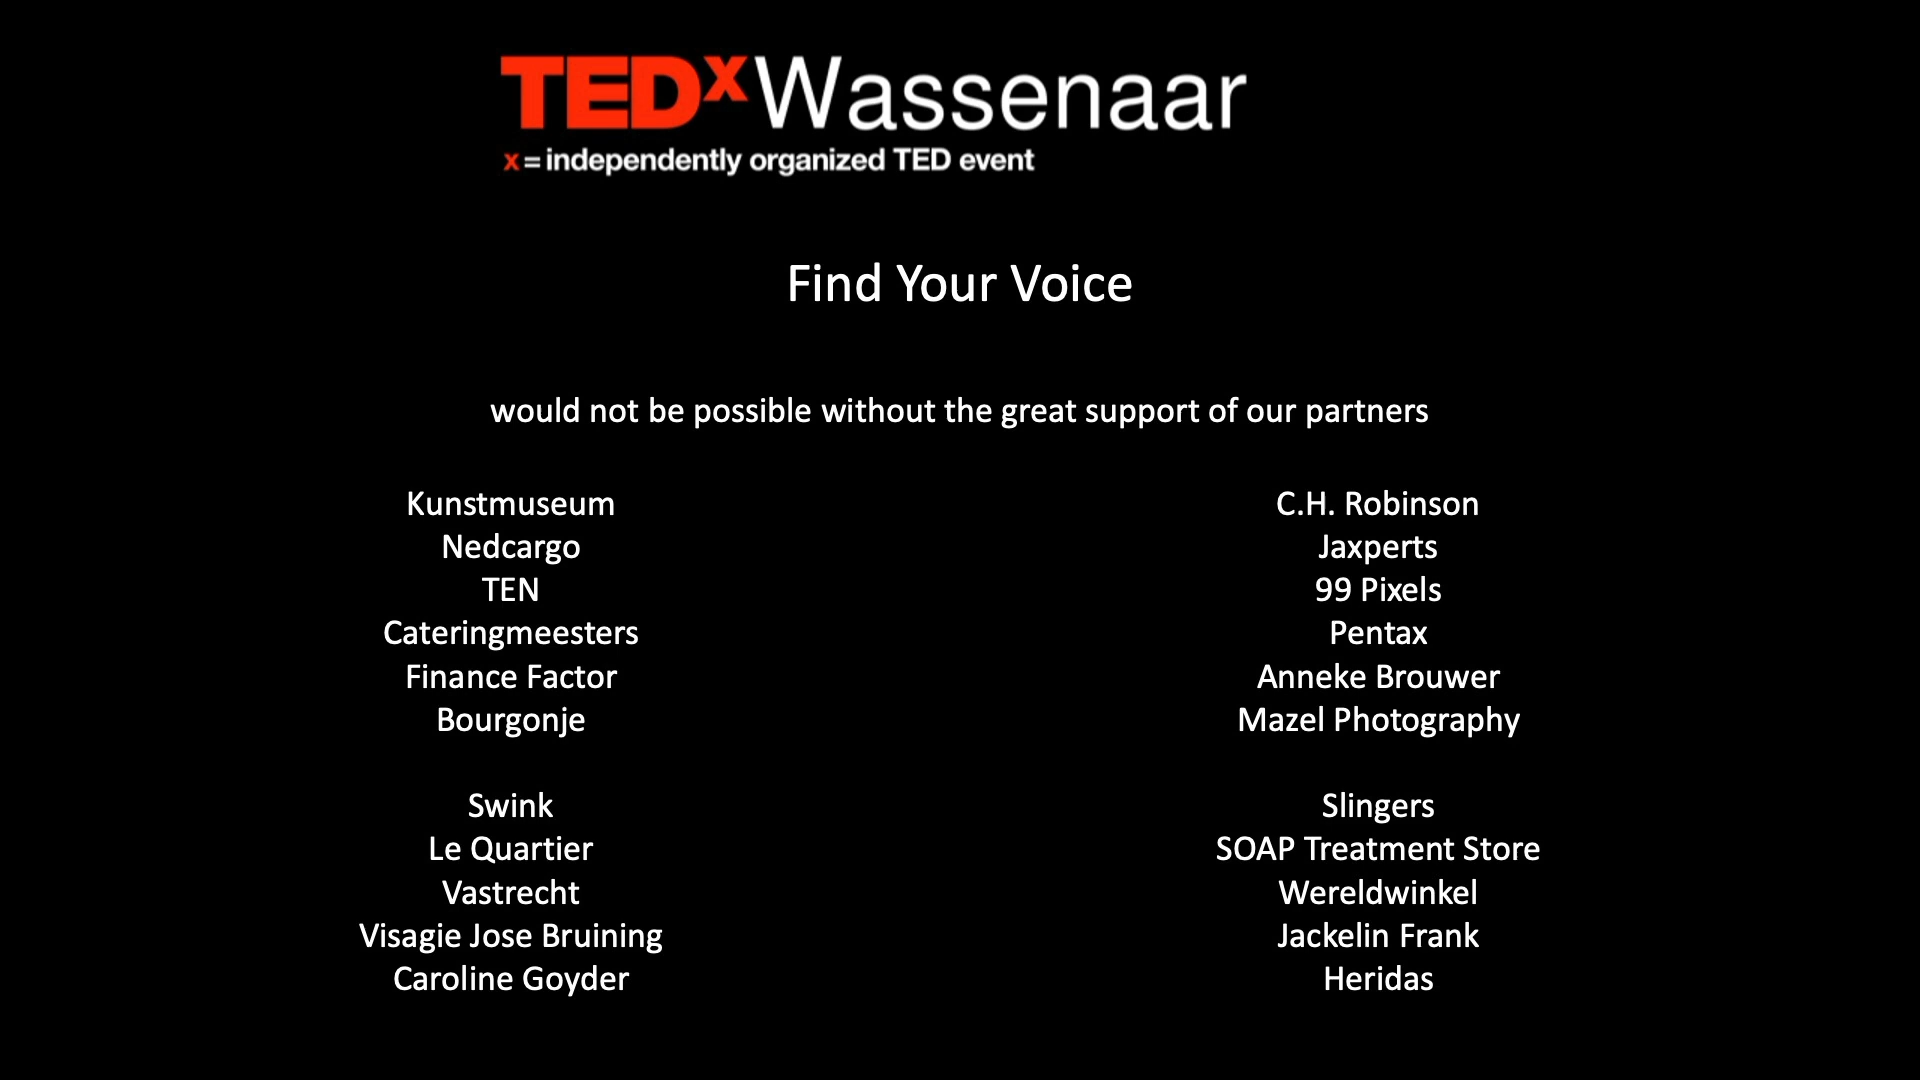 TEDxWassenaar
x = independently organized TED event
Find Your Voice
would not be possible without the great support of our partners
Kunstmuseum
Nedcargo
TEN
Cateringmeesters
Finance Factor
Bourgonje
Swink
Le Quartier
Vastrecht
Visagie Jose Bruining
Caroline Goyder
C.H. Robinson
Jaxperts
99 Pixels
Pentax
Anneke Brouwer
Mazel Photography
Slingers
SOAP Treatment Store
Wereldwinkel
Jackelin Frank
Heridas